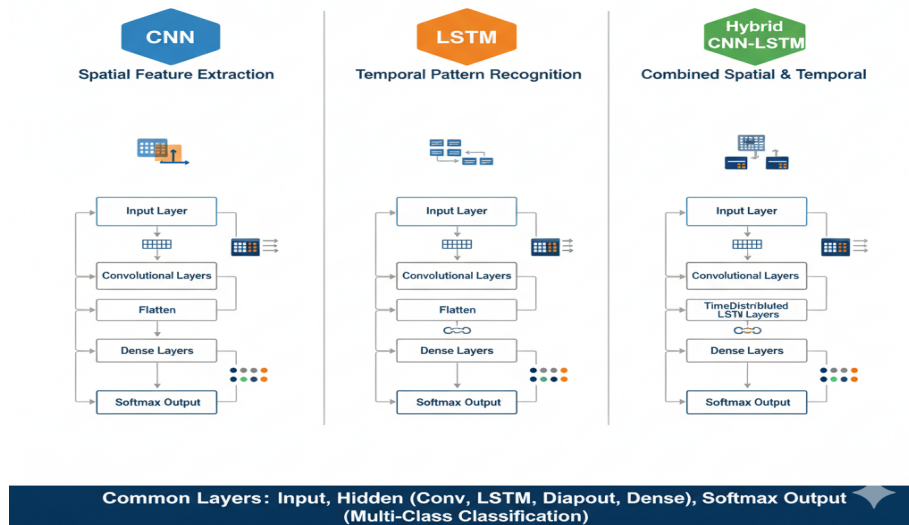 CNN
Spatial Feature Extraction
Input Layer
Convolutional Layers
Flatten
Dense Layers
Softmax Output
LSTM
Temporal Pattern Recognition
Input Layer
Convolutional Layers
Flatten
Dense Layers
Softmax Output
Hybrid
CNN-LSTM
Combined Spatial & Temporal
Input Layer
Convolutional Layers
LSTM Layers
Dense Layers
Softmax Output
Common Layers: Input, Hidden (Conv, LSTM, Diapout, Dense), Softmax Output
(Multi-Class Classification)